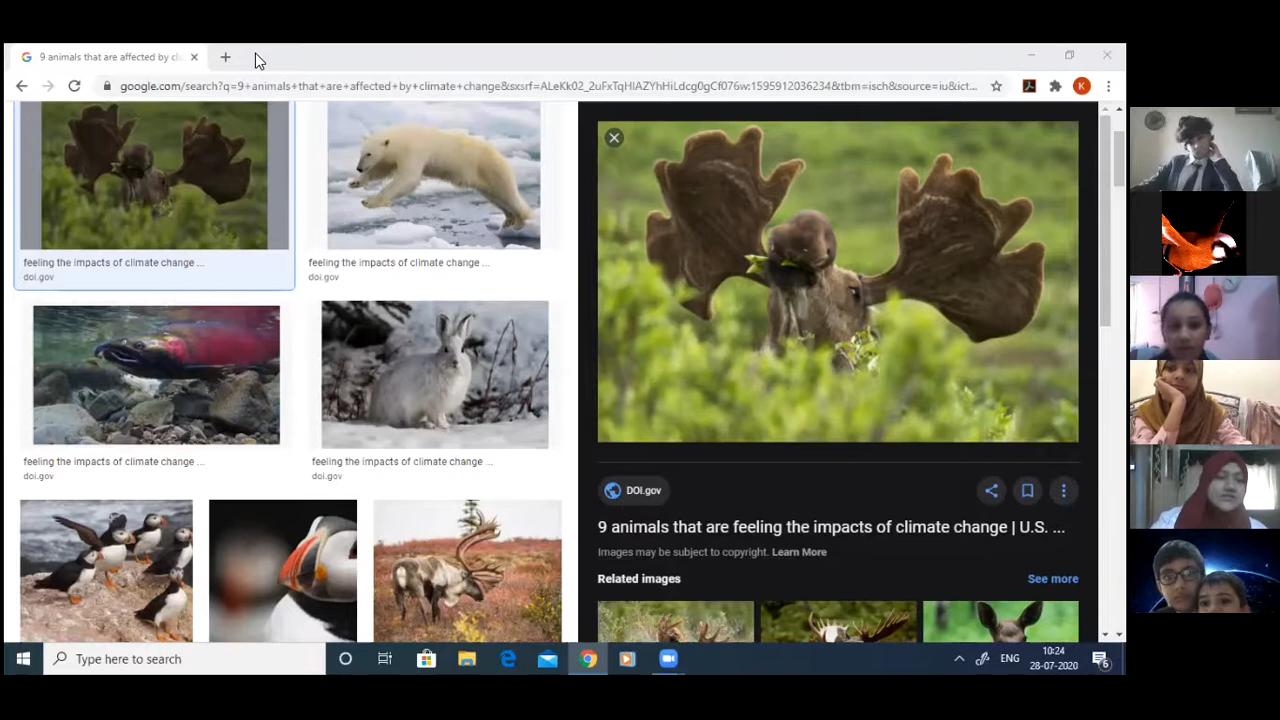 9 animals that are affected by cl
google.com/search?q=9+animals+that+are+affected+by+climate+change&sxsrf=ALeKk02_2uFxTqHIAZYhHiLdcg0gCf076w:1595912036234&tbm=isch&source=iu&ict...
K
feeling the impacts of climate change ...
doi.gov
feeling the impacts of climate change ...
doi.gov
feeling the impacts of climate change ...
doi.gov
feeling the impacts of climate change ...
doi.gov
DOI.gov
9 animals that are feeling the impacts of climate change | U.S. ...
Images may be subject to copyright. Learn More
Related images
See more
Type here to search
ENG
10:24
28-07-2020
6